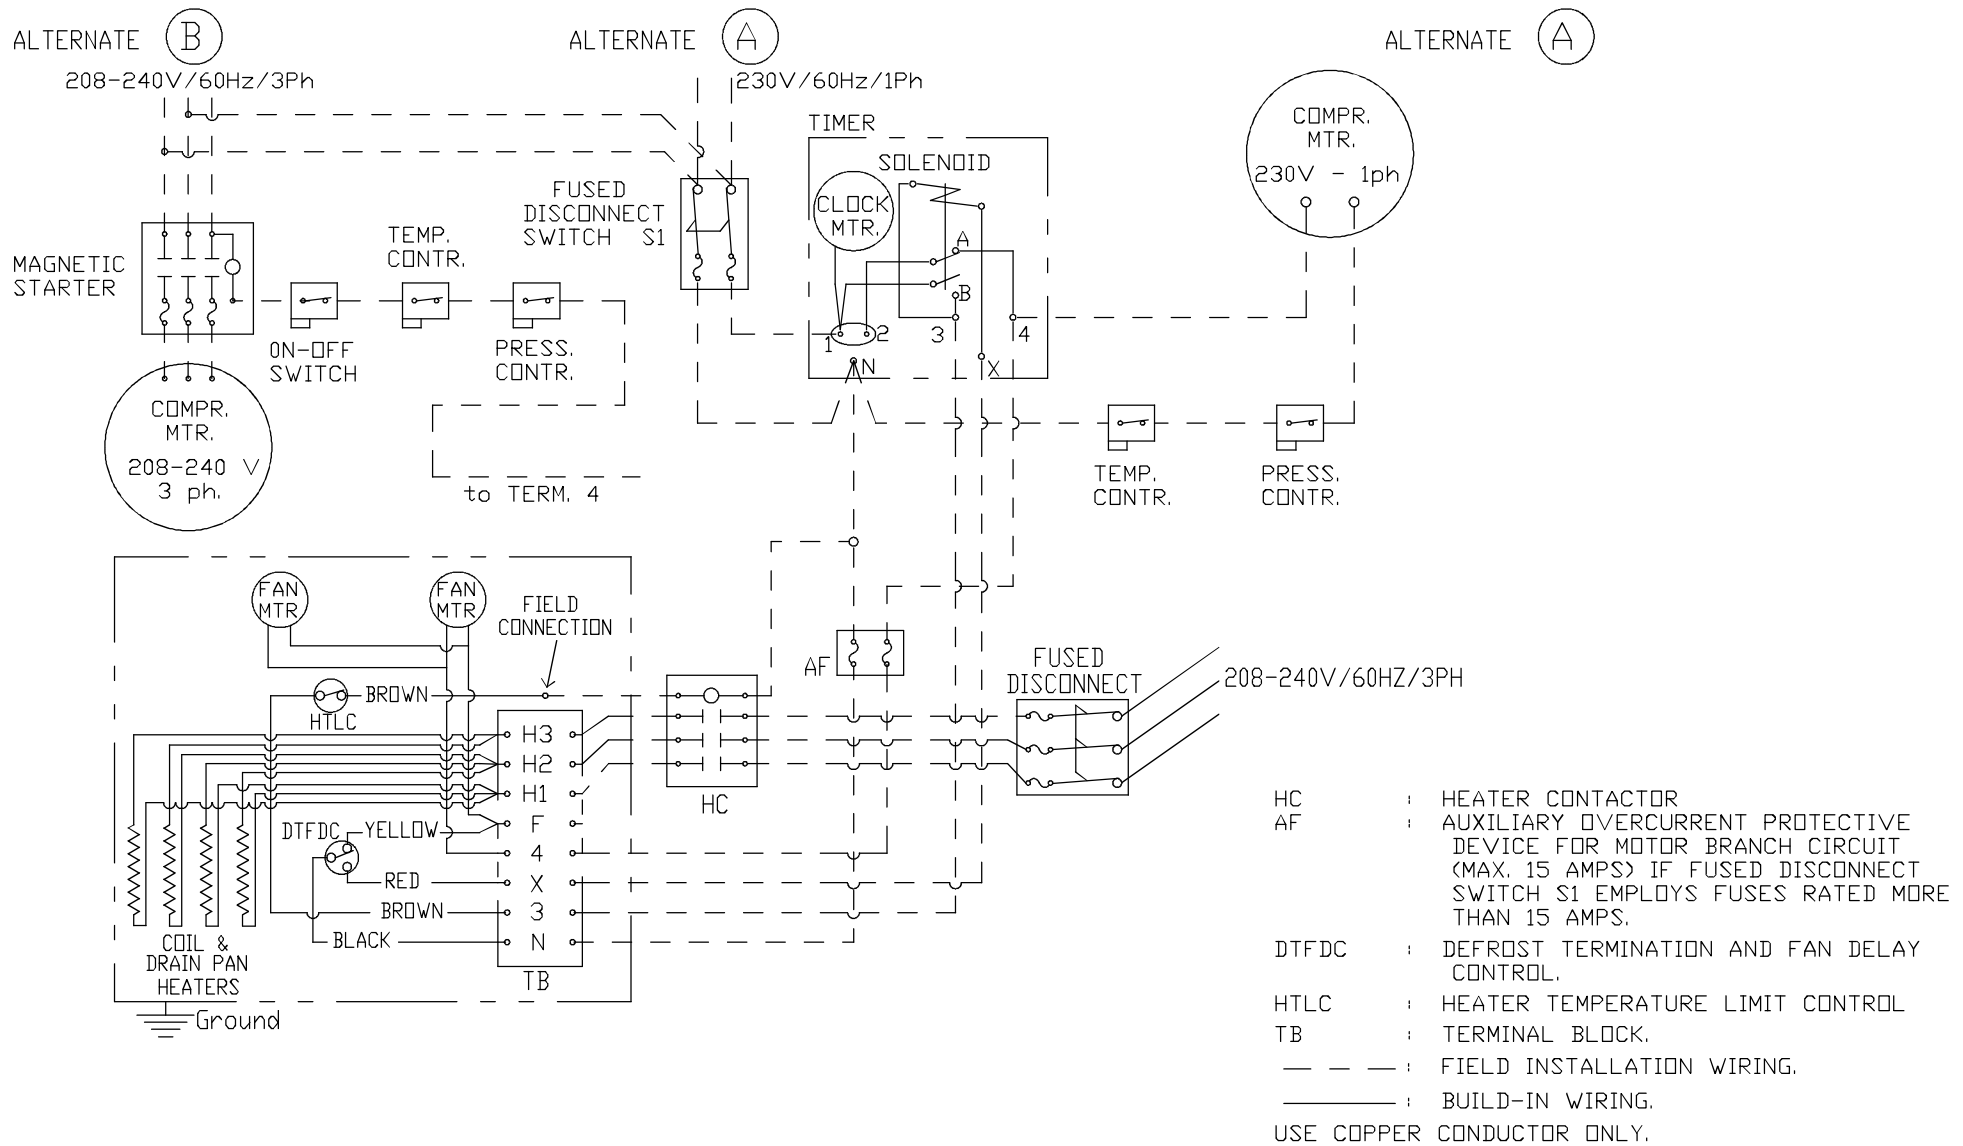 ALTERNATE B
ALTERNATE A
ALTERNATE A
208-240V/60Hz/3Ph
230V/60Hz/1Ph
TIMER
COMPR.
MTR.
230V - 1ph
SOLENOID
CLOCK
MTR.
FUSED
DISCONNECT
SWITCH S1
A
B
1
2
3
4
N
X
MAGNETIC
STARTER
TEMP.
CONTR.
ON-OFF
SWITCH
PRESS.
CONTR.
COMPR.
MTR.
208-240 V
3 ph.
to TERM. 4
TEMP.
CONTR.
PRESS.
CONTR.
FAN
MTR
FAN
MTR
FIELD
CONNECTION
AF
FUSED
DISCONNECT
208-240V/60HZ/3PH
BROWN
HTLC
HC
H3
H2
H1
F
4
X
3
N
TB
DTFDC
YELLOW
RED
BROWN
BLACK
COIL &
DRAIN PAN
HEATERS
Ground
HC : HEATER CONTACTOR
AF : AUXILIARY OVERCURRENT PROTECTIVE
DEVICE FOR MOTOR BRANCH CIRCUIT
(MAX. 15 AMPS) IF FUSED DISCONNECT
SWITCH S1 EMPLOYS FUSES RATED MORE
THAN 15 AMPS.
DTFDC : DEFROST TERMINATION AND FAN DELAY
CONTROL.
HTLC : HEATER TEMPERATURE LIMIT CONTROL
TB : TERMINAL BLOCK.
: FIELD INSTALLATION WIRING.
: BUILD-IN WIRING.
USE COPPER CONDUCTOR ONLY.